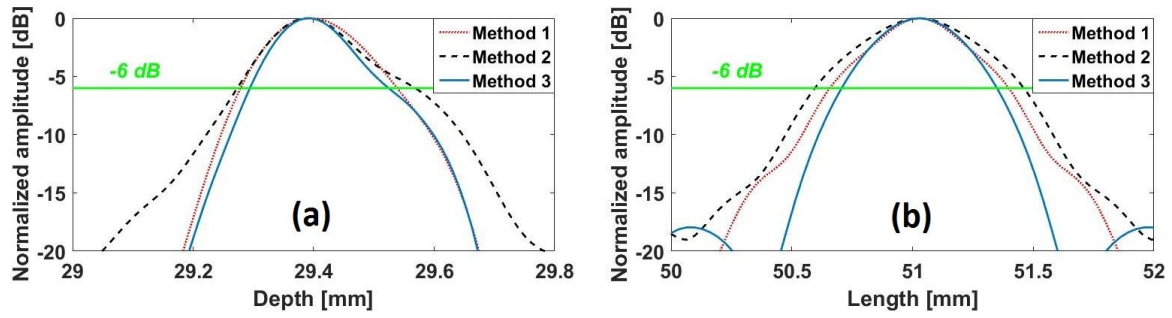 Normalized amplitude [dB]
0
-5
-10
-15
-20
-6 dB
Method 1
Method 2
Method 3
(a)
29
29.2
29.4
29.6
29.8
Depth [mm]
Normalized amplitude [dB]
0
-5
-10
-15
-20
-6 dB
Method 1
Method 2
Method 3
(b)
50
50.5
51
51.5
52
Length [mm]